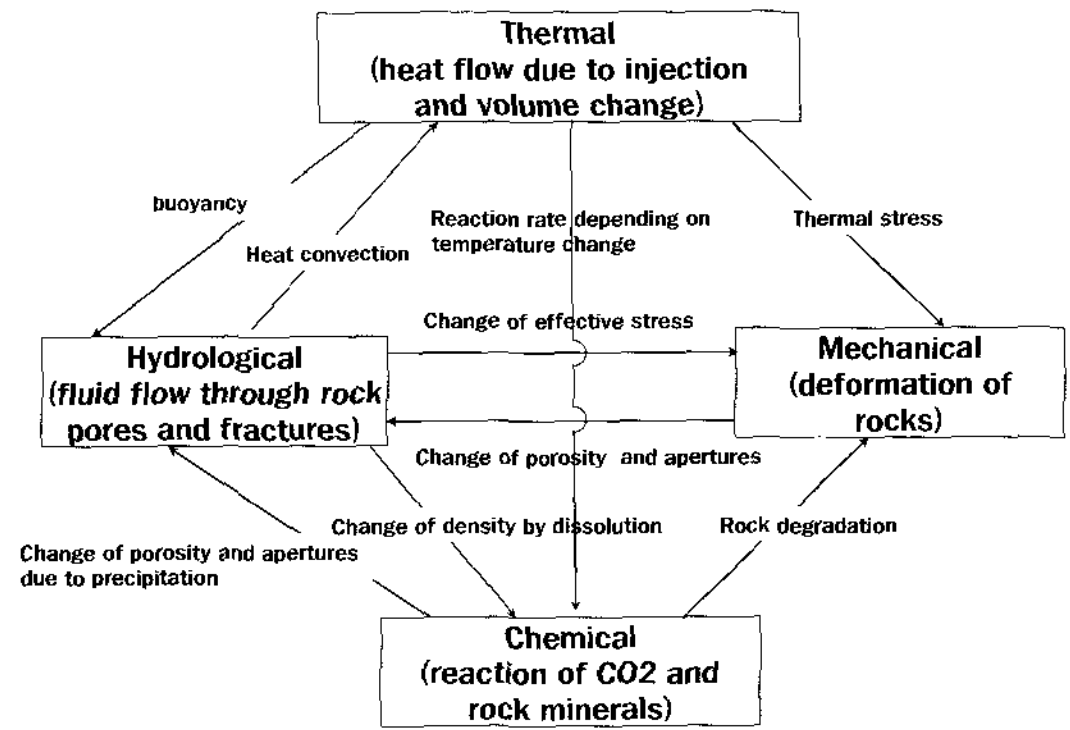 Thermal
(heat flow due to injection
and volume change)
buoyancy
Heat convection
Reaction rate depending on
temperature change
Thermal stress
Change of effective stress
Hydrological
(fluid flow through rock
pores and fractures)
Mechanical
(deformation of
rocks)
Change of porosity and apertures
Change of density by dissolution
Rock degradation
Change of porosity and apertures
due to precipitation
Chemical
(reaction of CO2 and
rock minerals)